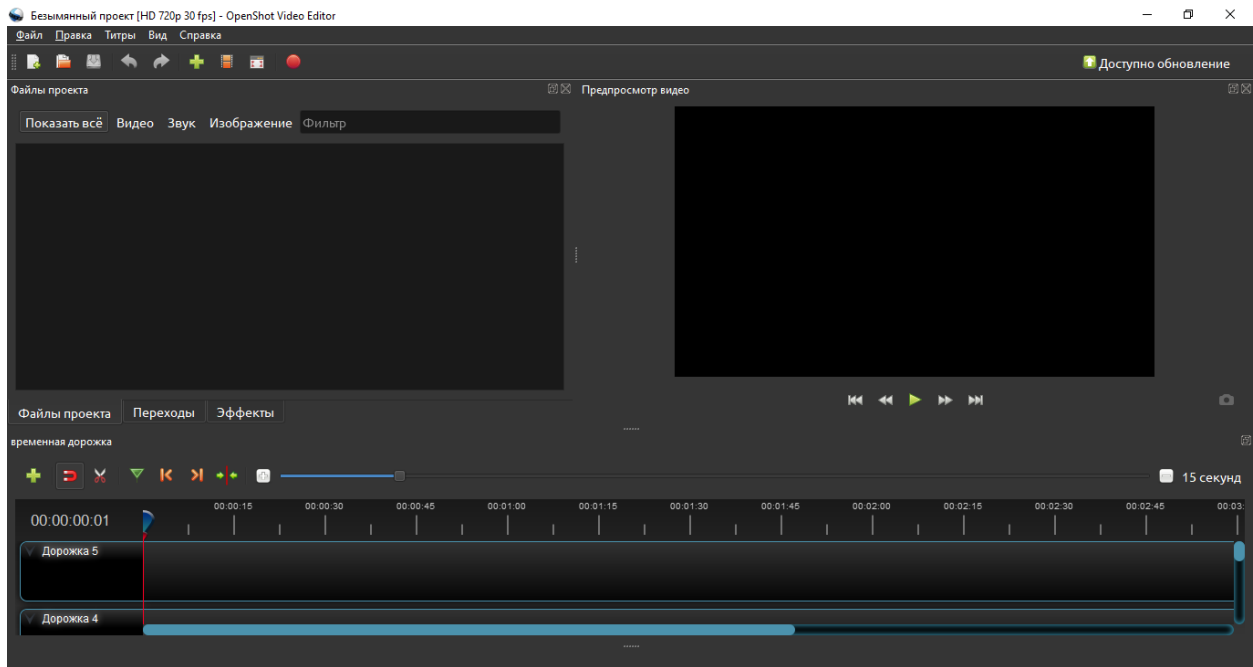 Безымянный проект [HD 720p 30 fps] - OpenShot Video Editor
Файл Правка Титры Вид Справка
Доступно обновление
Файлы проекта
Предпросмотр видео
Показать всё Видео Звук Изображение Фильтр
Файлы проекта Переходы Эффекты
временная дорожка
15 секунд
00:00:00:01
00:00:15 00:00:30 00:00:45 00:01:00 00:01:15 00:01:30 00:01:45 00:02:00 00:02:15 00:02:30 00:02:45 00:03:
Дорожка 5
Дорожка 4